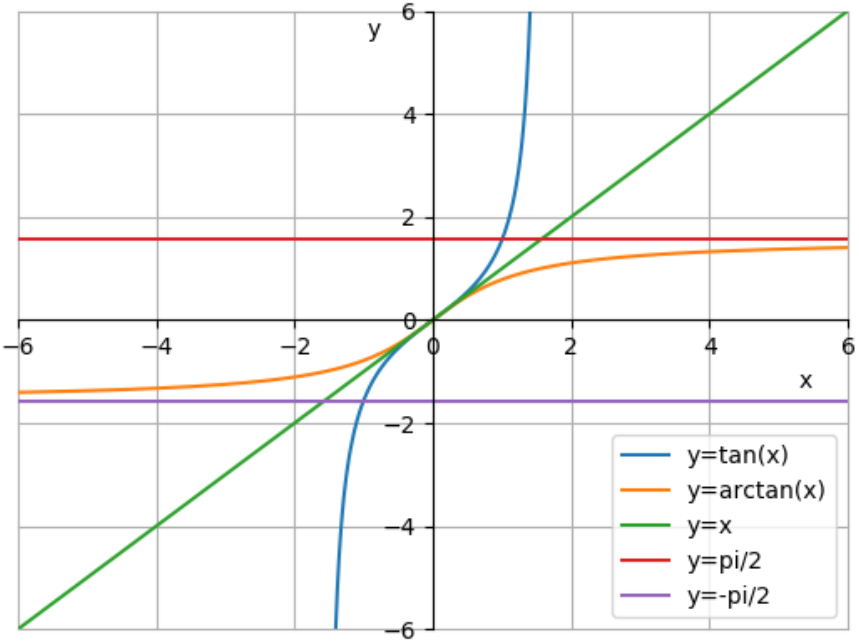 6
y
4
2
0
−6 −4 −2 0 2 4 6
x
−2
−4
−6
y=tan(x)
y=arctan(x)
y=x
y=pi/2
y=-pi/2